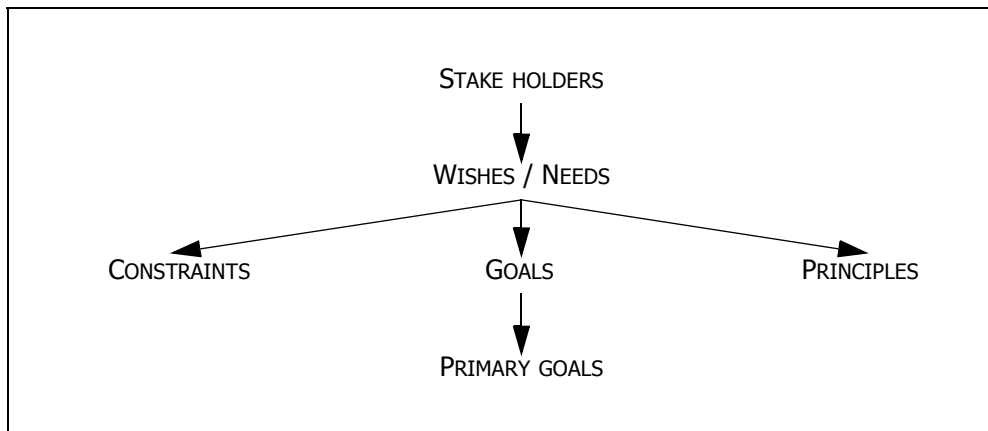 STAKE HOLDERS
WISHES / NEEDS
CONSTRAINTS GOALS PRINCIPLES
PRIMARY GOALS